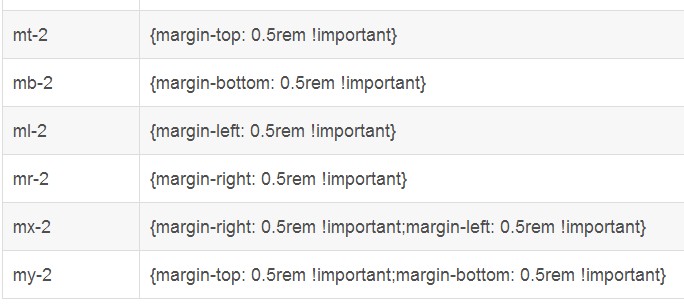 mt-2 {margin-top: 0.5rem !important}
mb-2 {margin-bottom: 0.5rem !important}
ml-2 {margin-left: 0.5rem !important}
mr-2 {margin-right: 0.5rem !important}
mx-2 {margin-right: 0.5rem !important;margin-left: 0.5rem !important}
my-2 {margin-top: 0.5rem !important;margin-bottom: 0.5rem !important}